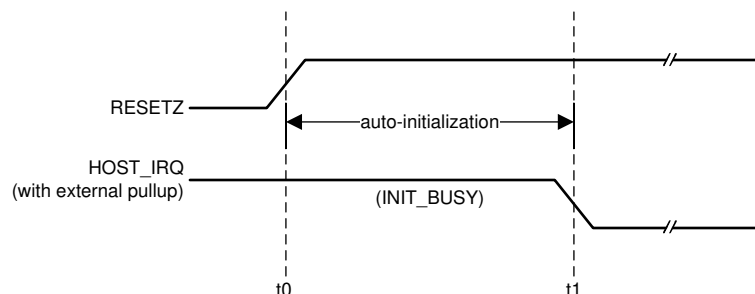 RESETZ
auto-initialization
HOST_IRQ
(with external pullup)
(INIT_BUSY)
t0
t1